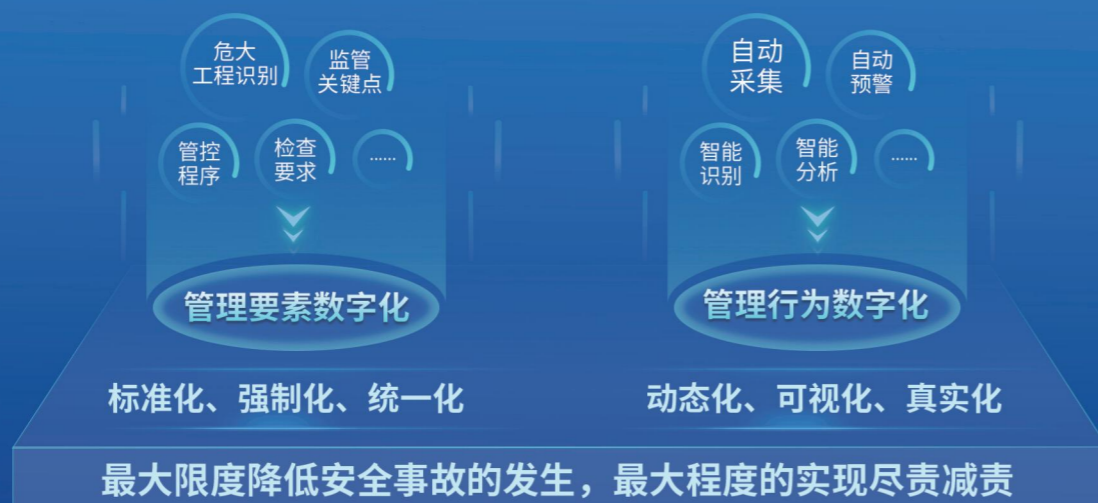 危大
工程识别
监管
关键点
管控
程序
检查
要求
……
管理要素数字化
标准化、强制化、统一化
自动
采集
自动
预警
智能
识别
智能
分析
……
管理行为数字化
动态化、可视化、真实化
最大限度降低安全事故的发生，最大程度的实现尽责减责